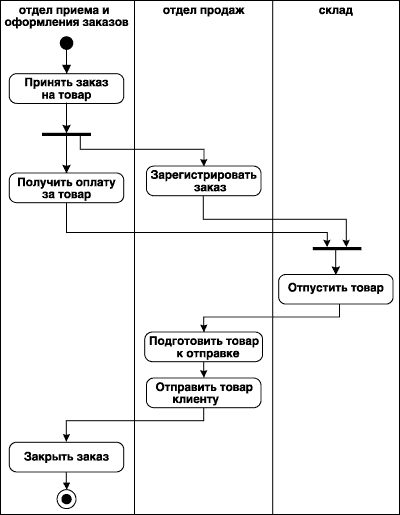 отдел приема и
оформления заказов
отдел продаж
склад
Принять заказ
на товар
Получить оплату
за товар
Зарегистрировать
заказ
Отпустить товар
Подготовить товар
к отправке
Отправить товар
клиенту
Закрыть заказ